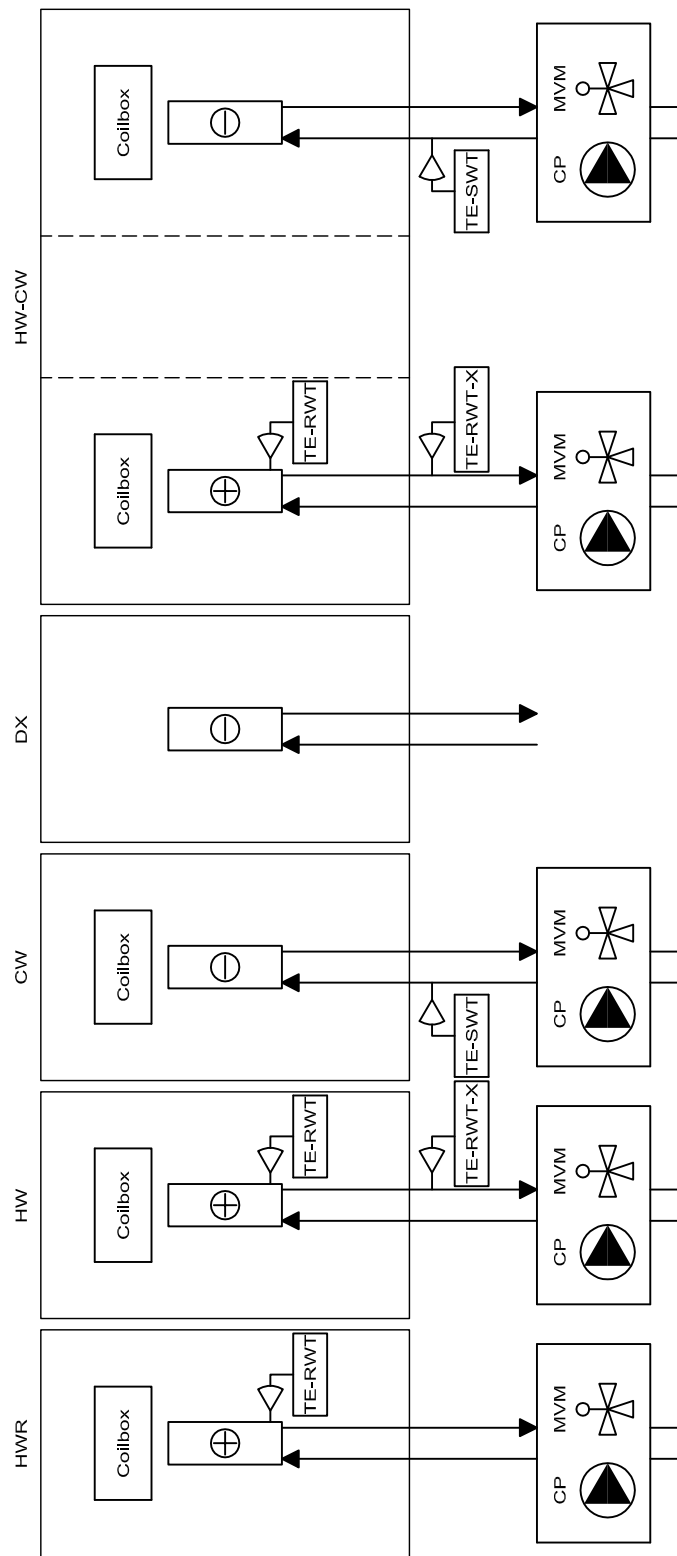 HWR
HW
CW
DX
HW-CW
Coilbox
Coilbox
Coilbox
Coilbox
Coilbox
TE-RWT
TE-RWT
TE-RWT
TE-RWT-X
TE-SWT
TE-RWT-X
TE-SWT
CP
MVM
CP
MVM
CP
MVM
CP
MVM
CP
MVM